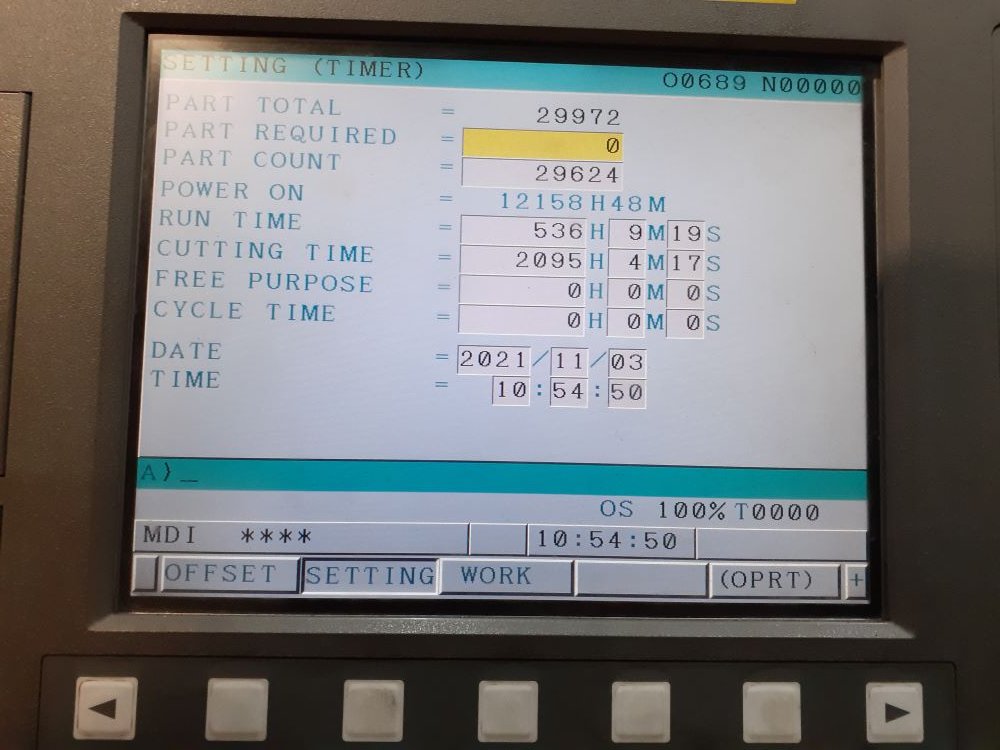 SETTING (TIMER) O0689 N00000
PART TOTAL = 29972
PART REQUIRED = 0
PART COUNT = 29624
POWER ON = 12158H48M
RUN TIME = 536H 9M19S
CUTTING TIME = 2095H 4M17S
FREE PURPOSE = 0H 0M 0S
CYCLE TIME = 0H 0M 0S
DATE = 2021/11/03
TIME = 10:54:50
A)_
OS 100% T0000
MDI **** 10:54:50
OFFSET SETTING WORK (OPRT) +